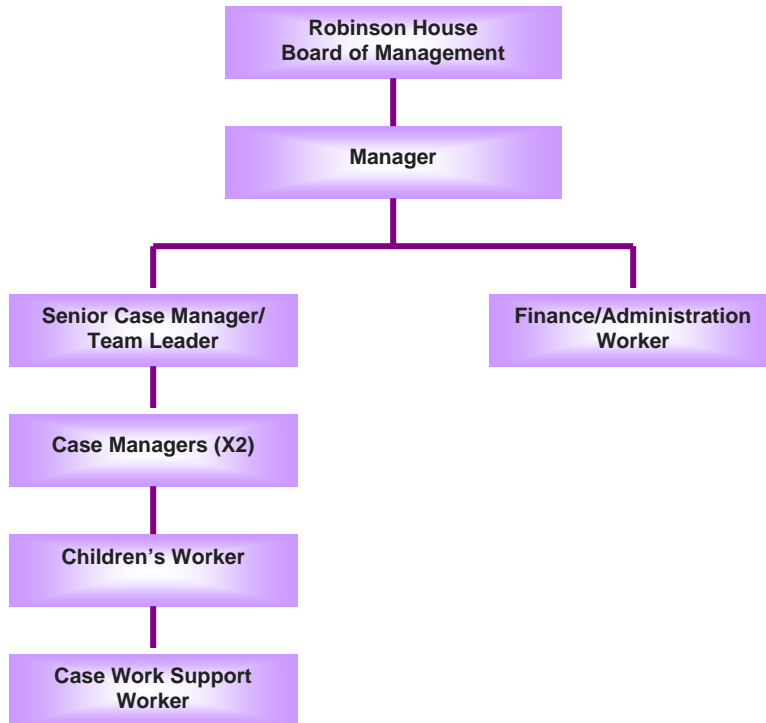 Robinson House
Board of Management
Manager
Senior Case Manager/
Team Leader
Finance/Administration
Worker
Case Managers (X2)
Children’s Worker
Case Work Support
Worker